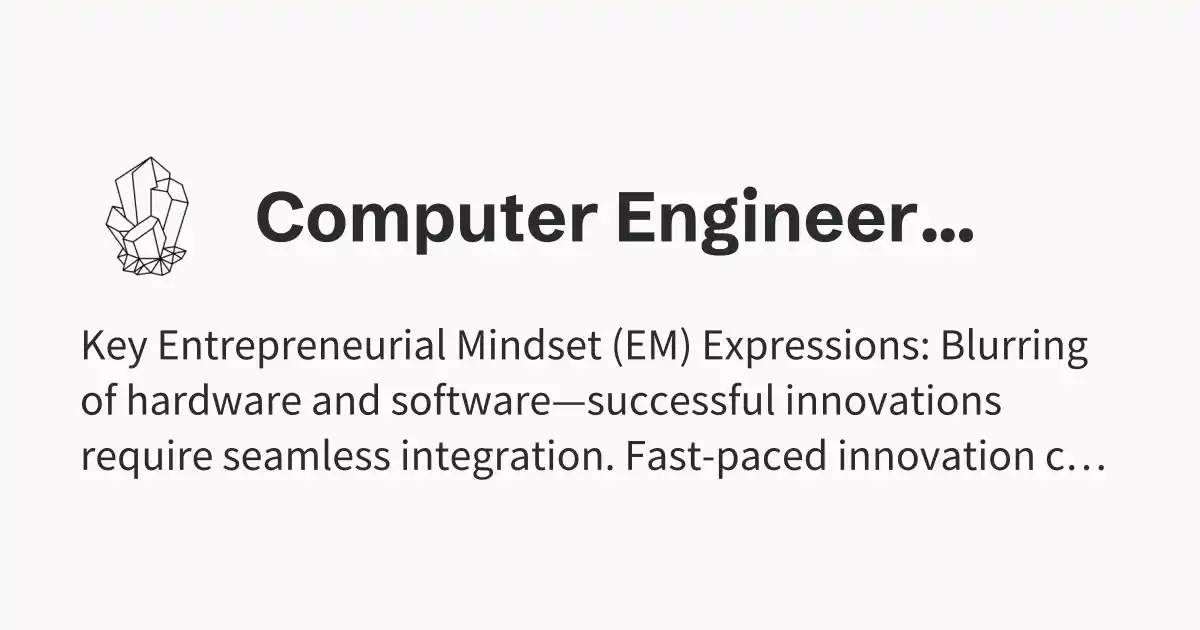 Computer Engineer...
Key Entrepreneurial Mindset (EM) Expressions: Blurring
of hardware and software—successful innovations
require seamless integration. Fast-paced innovation c...